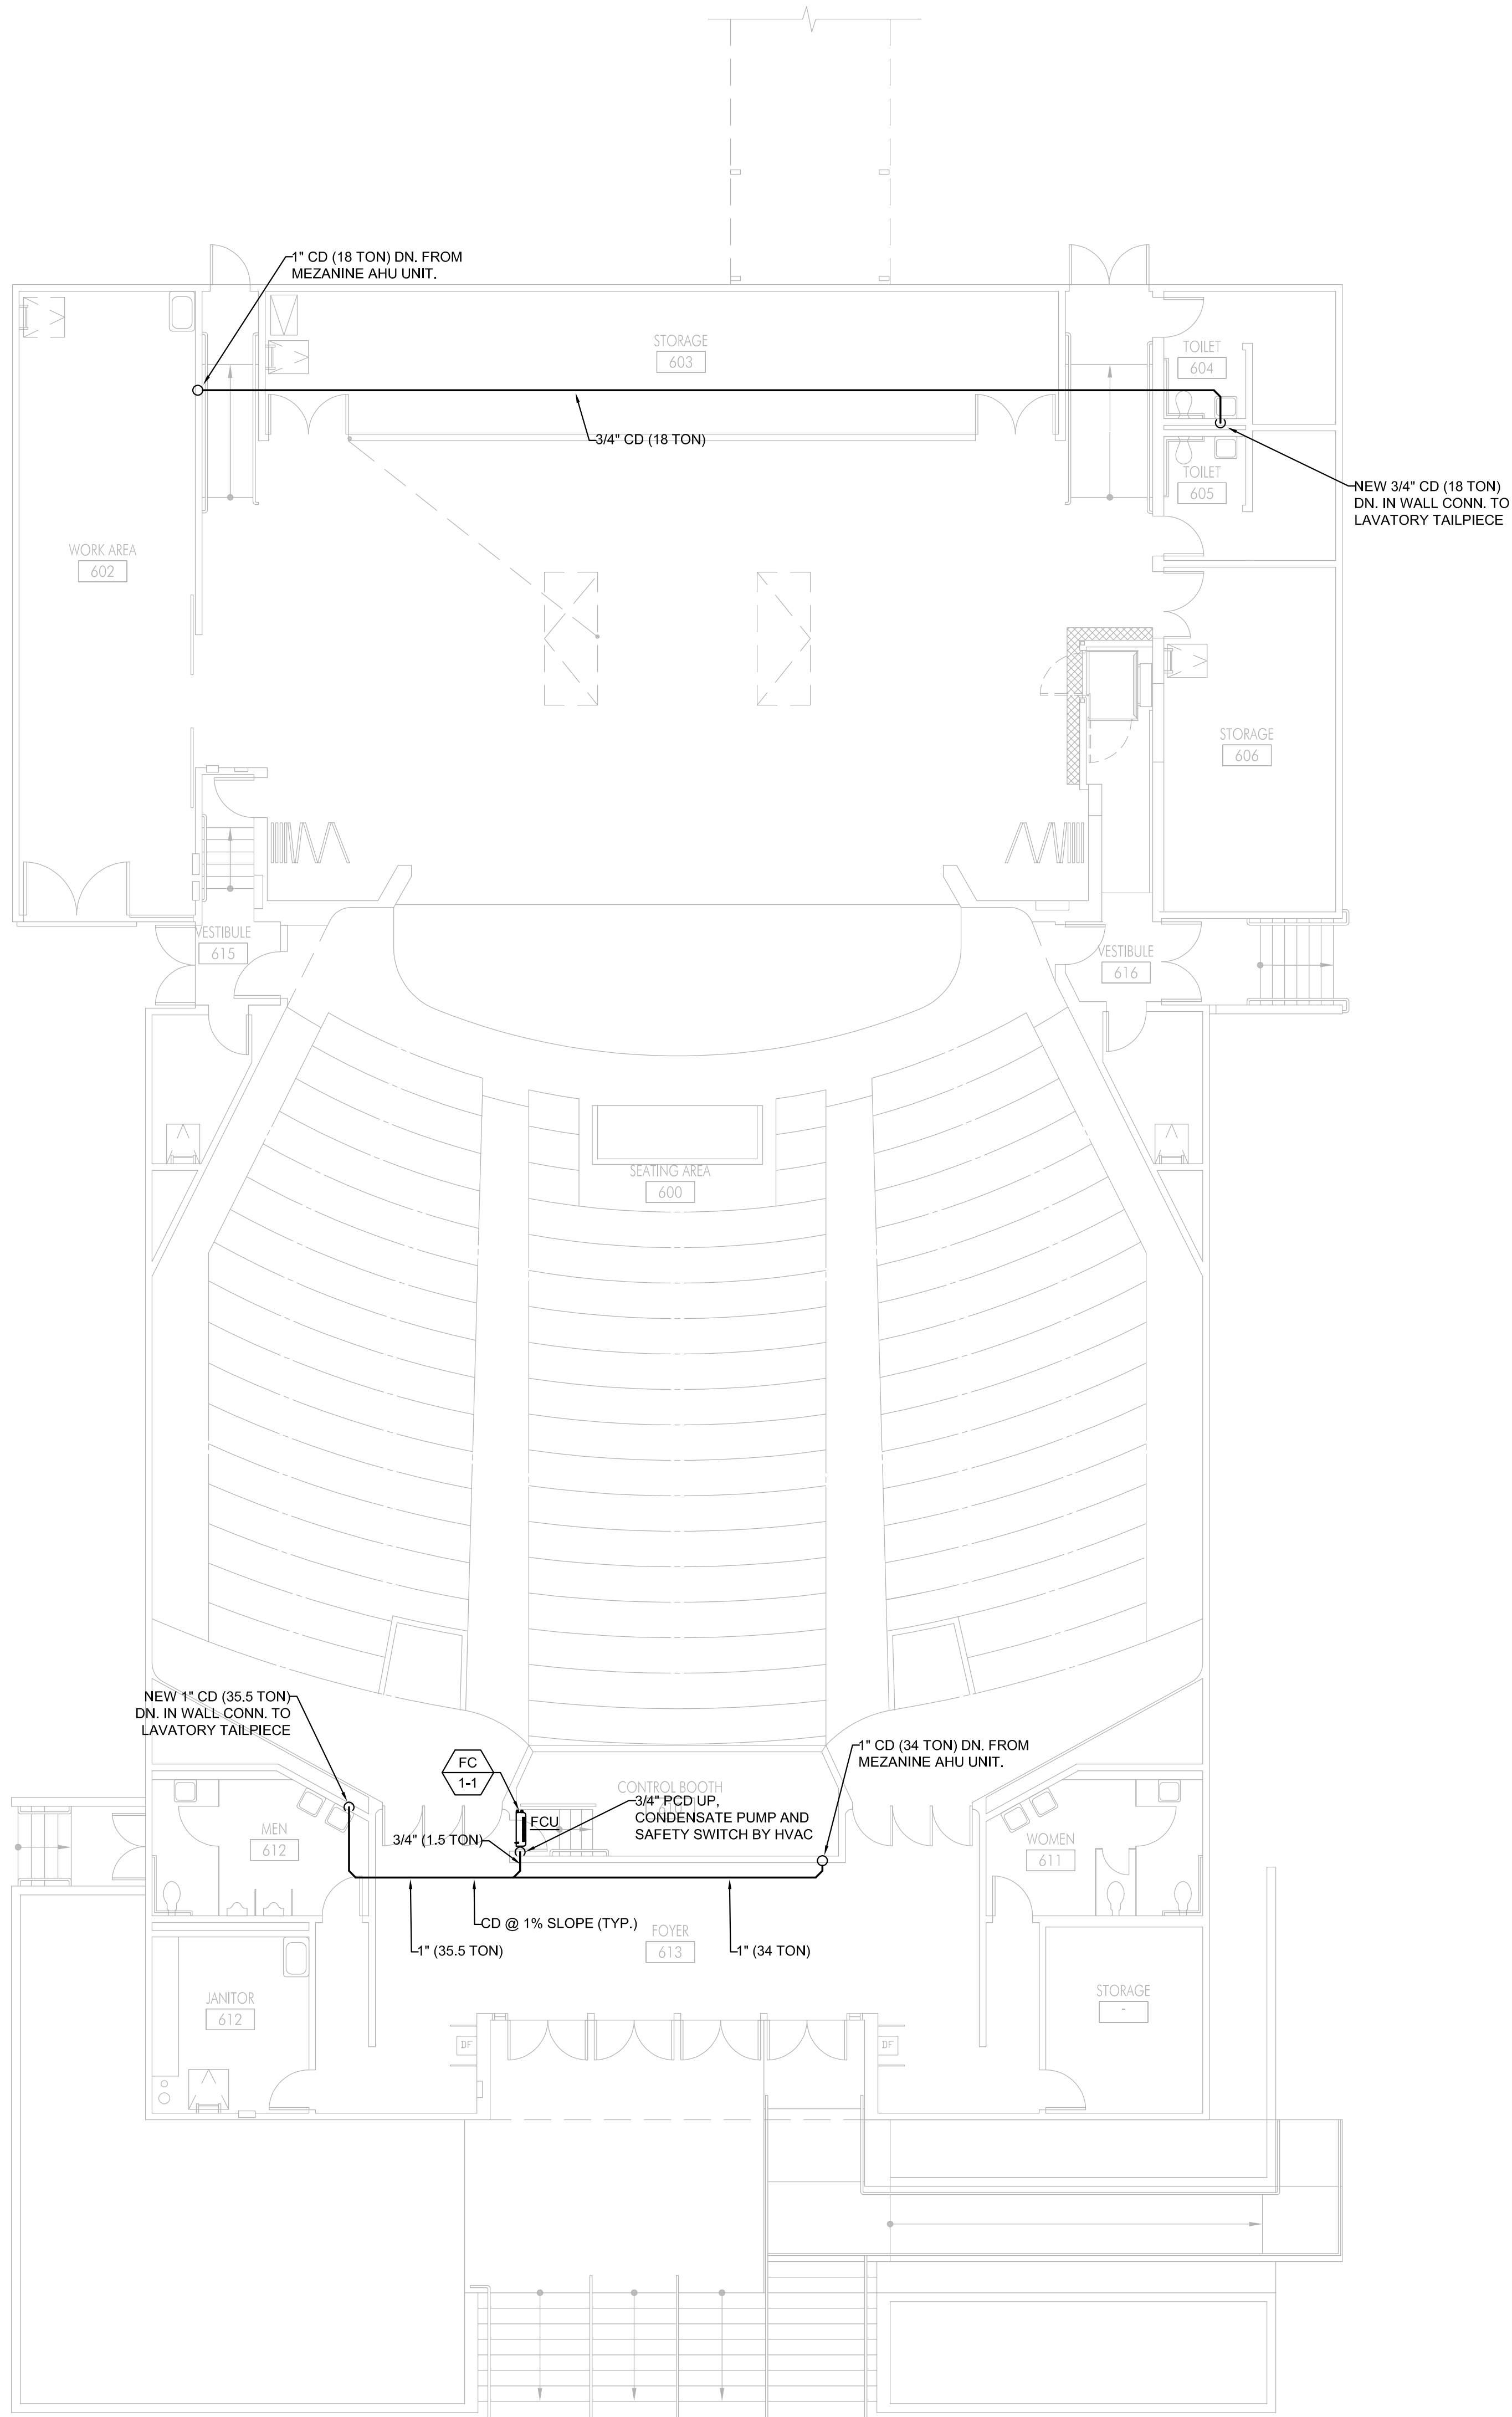 1" CD (18 TON) DN. FROM
MEZANINE AHU UNIT.
STORAGE
603
TOILET
604
3/4" CD (18 TON)
TOILET
605
NEW 3/4" CD (18 TON)
DN. IN WALL CONN. TO
LAVATORY TAILPIECE
WORK AREA
602
STORAGE
606
VESTIBULE
615
VESTIBULE
616
SEATING AREA
600
NEW 1" CD (35.5 TON)
DN. IN WALL CONN. TO
LAVATORY TAILPIECE
FC
1-1
1" CD (34 TON) DN. FROM
MEZANINE AHU UNIT.
CONTROL BOOTH
3/4" PCD UP,
CONDENSATE PUMP AND
SAFETY SWITCH BY HVAC
FCU
3/4" (1.5 TON)
MEN
612
WOMEN
611
CD @ 1% SLOPE (TYP.)
1" (35.5 TON)
FOYER
613
1" (34 TON)
JANITOR
612
STORAGE
-
DF
DF